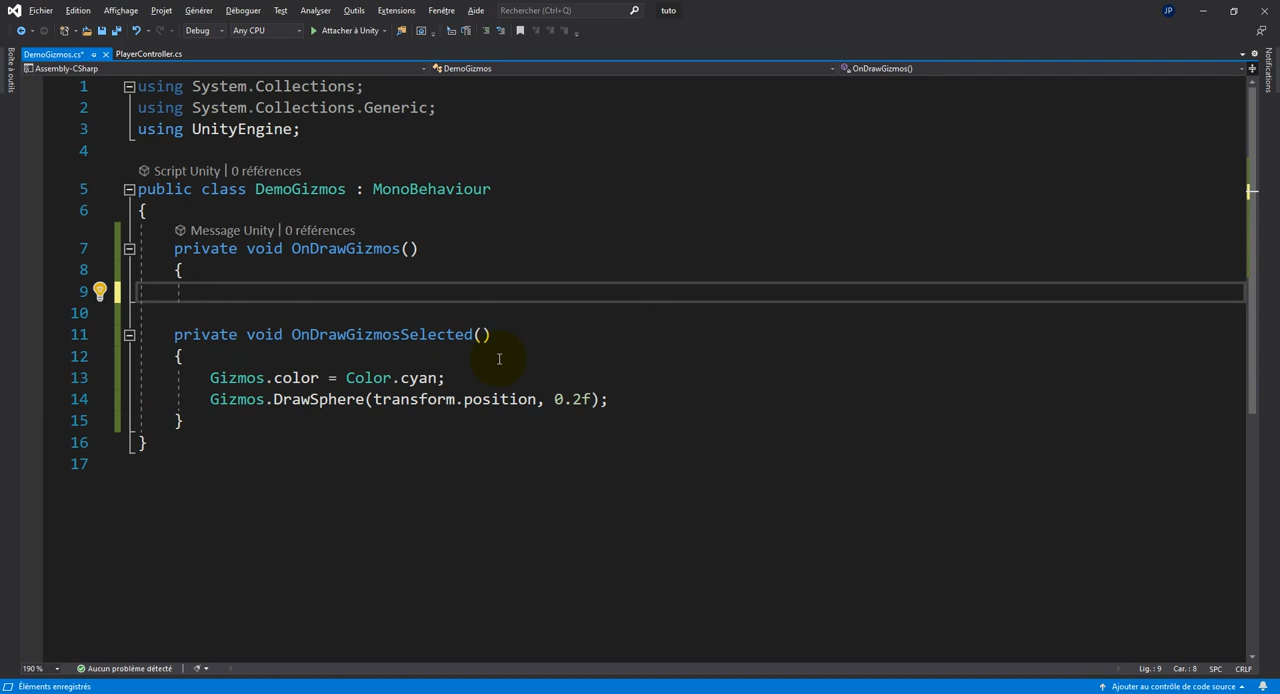 Fichier Edition Affichage Projet Générer Déboguer Test Analyser Outils Extensions Fenêtre Aide Rechercher (Ctrl+Q) tuto JP
Debug Any CPU Attacher à Unity
DemoGizmos.cs* PlayerController.cs
Assembly-CSharp DemoGizmos OnDrawGizmos()
Boîte à outils
Notifications
1 using System.Collections;
2 using System.Collections.Generic;
3 using UnityEngine;
4
Script Unity | 0 références
5 public class DemoGizmos : MonoBehaviour
6 {
Message Unity | 0 références
7 private void OnDrawGizmos()
8 {
9
10
11 private void OnDrawGizmosSelected()
12 {
13 Gizmos.color = Color.cyan;
14 Gizmos.DrawSphere(transform.position, 0.2f);
15 }
16 }
17
190 % Aucun problème détecté Lig. : 9 Car. : 8 SPC CRLF
Éléments enregistrés Ajouter au contrôle de code source